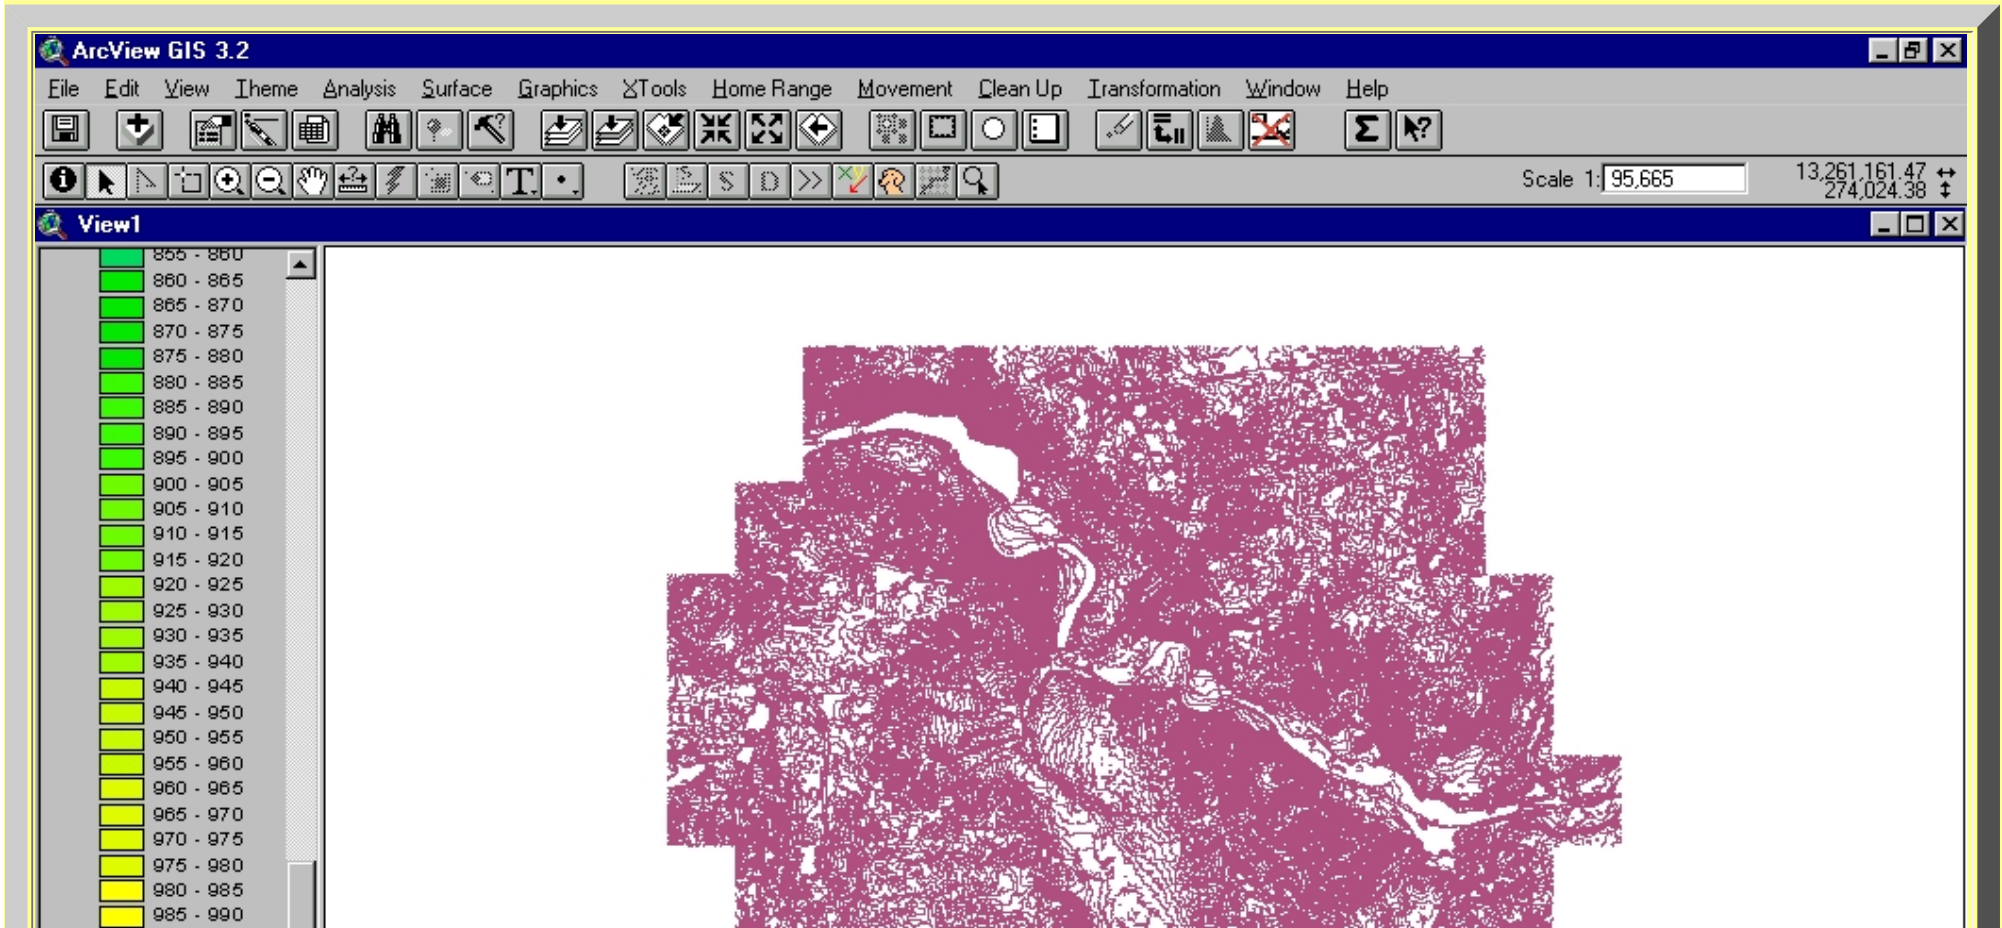 ArcView GIS 3.2
File Edit View Theme Analysis Surface Graphics XTools Home Range Movement Clean Up Transformation Window Help
T S D >>
Scale 1: 95,665
13,261,161.47
274,024.38
View1
855 - 860
860 - 865
865 - 870
870 - 875
875 - 880
880 - 885
885 - 890
890 - 895
895 - 900
900 - 905
905 - 910
910 - 915
915 - 920
920 - 925
925 - 930
930 - 935
935 - 940
940 - 945
945 - 950
950 - 955
955 - 960
960 - 965
965 - 970
970 - 975
975 - 980
980 - 985
985 - 990